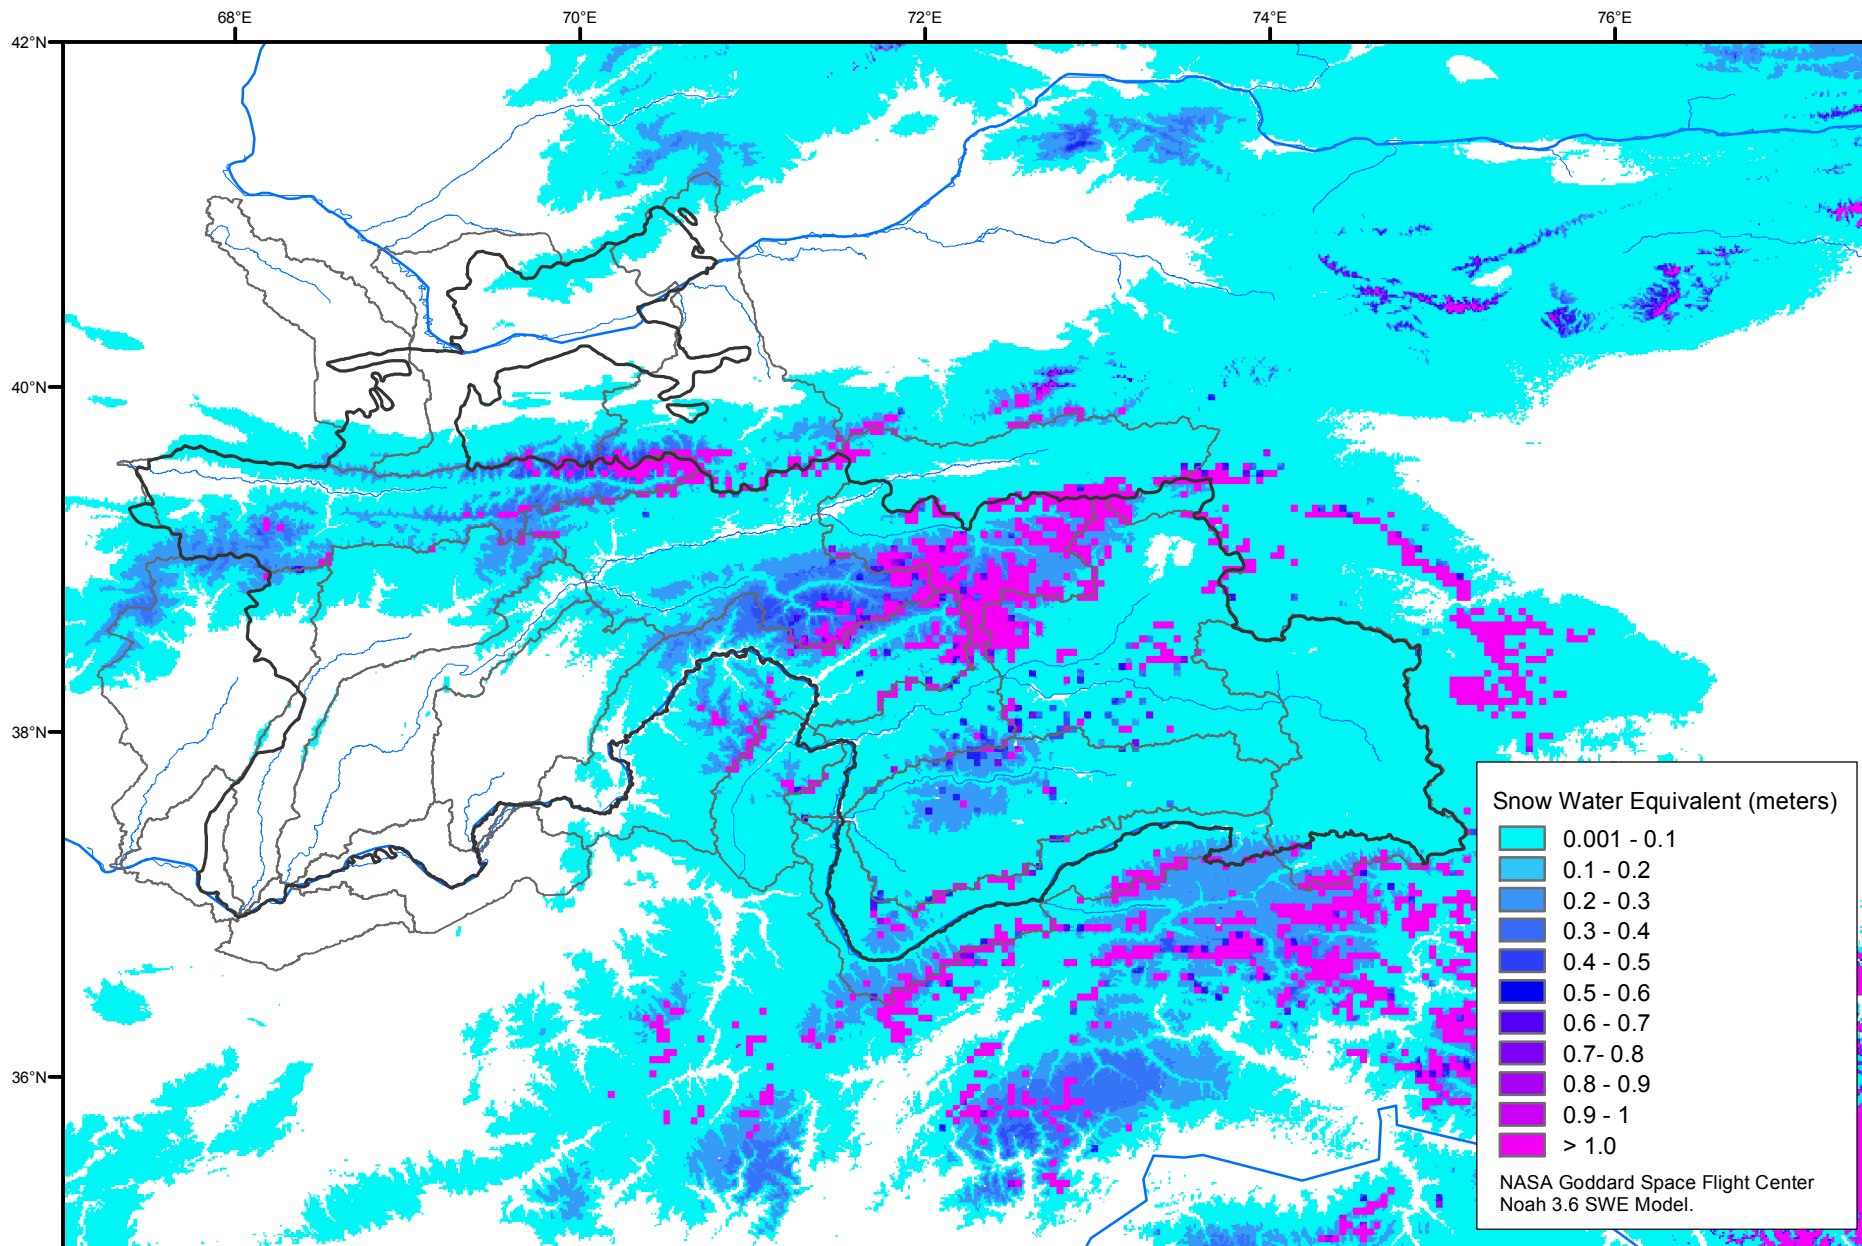 68°E 70°E 72°E 74°E 76°E
42°N
40°N
38°N
36°N
Snow Water Equivalent (meters)
0.001 - 0.1
0.1 - 0.2
0.2 - 0.3
0.3 - 0.4
0.4 - 0.5
0.5 - 0.6
0.6 - 0.7
0.7- 0.8
0.8 - 0.9
0.9 - 1
> 1.0
NASA Goddard Space Flight Center
Noah 3.6 SWE Model.